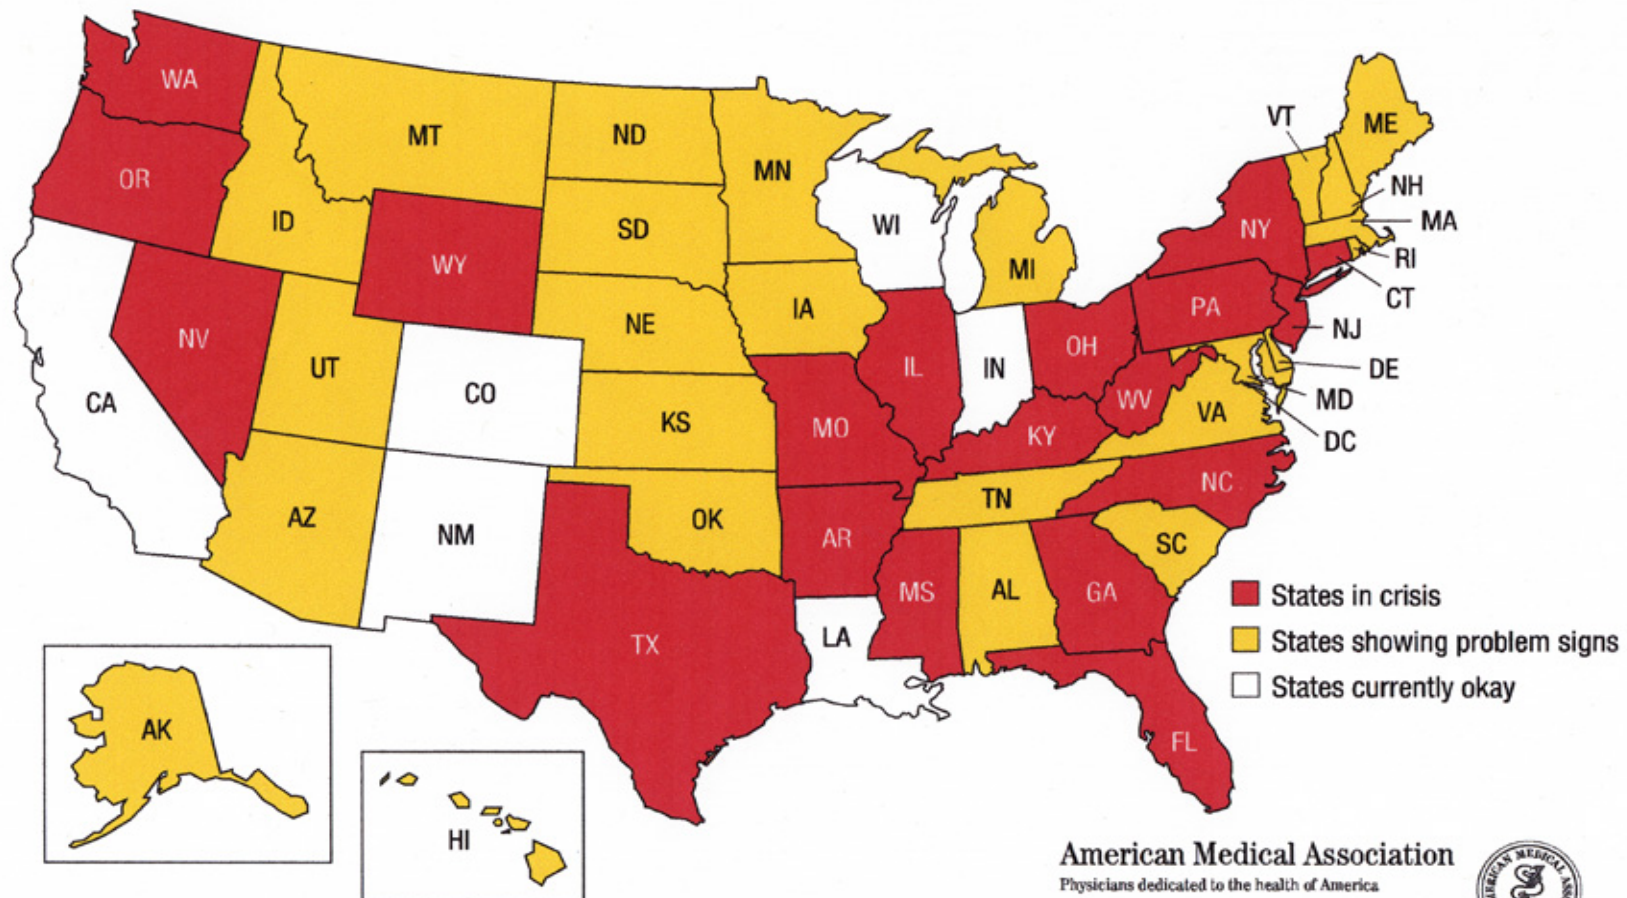 WA
MT
ND
MN
VT
ME
OR
ID
SD
WI
MI
NY
NH
MA
RI
CT
WY
NE
IA
PA
NJ
NV
UT
CO
KS
MO
IL
IN
OH
WV
VA
DE
MD
DC
CA
KY
AZ
NM
OK
AR
TN
NC
SC
TX
LA
MS
AL
GA
FL
States in crisis
States showing problem signs
States currently okay
AK
HI
American Medical Association
Physicians dedicated to the health of America